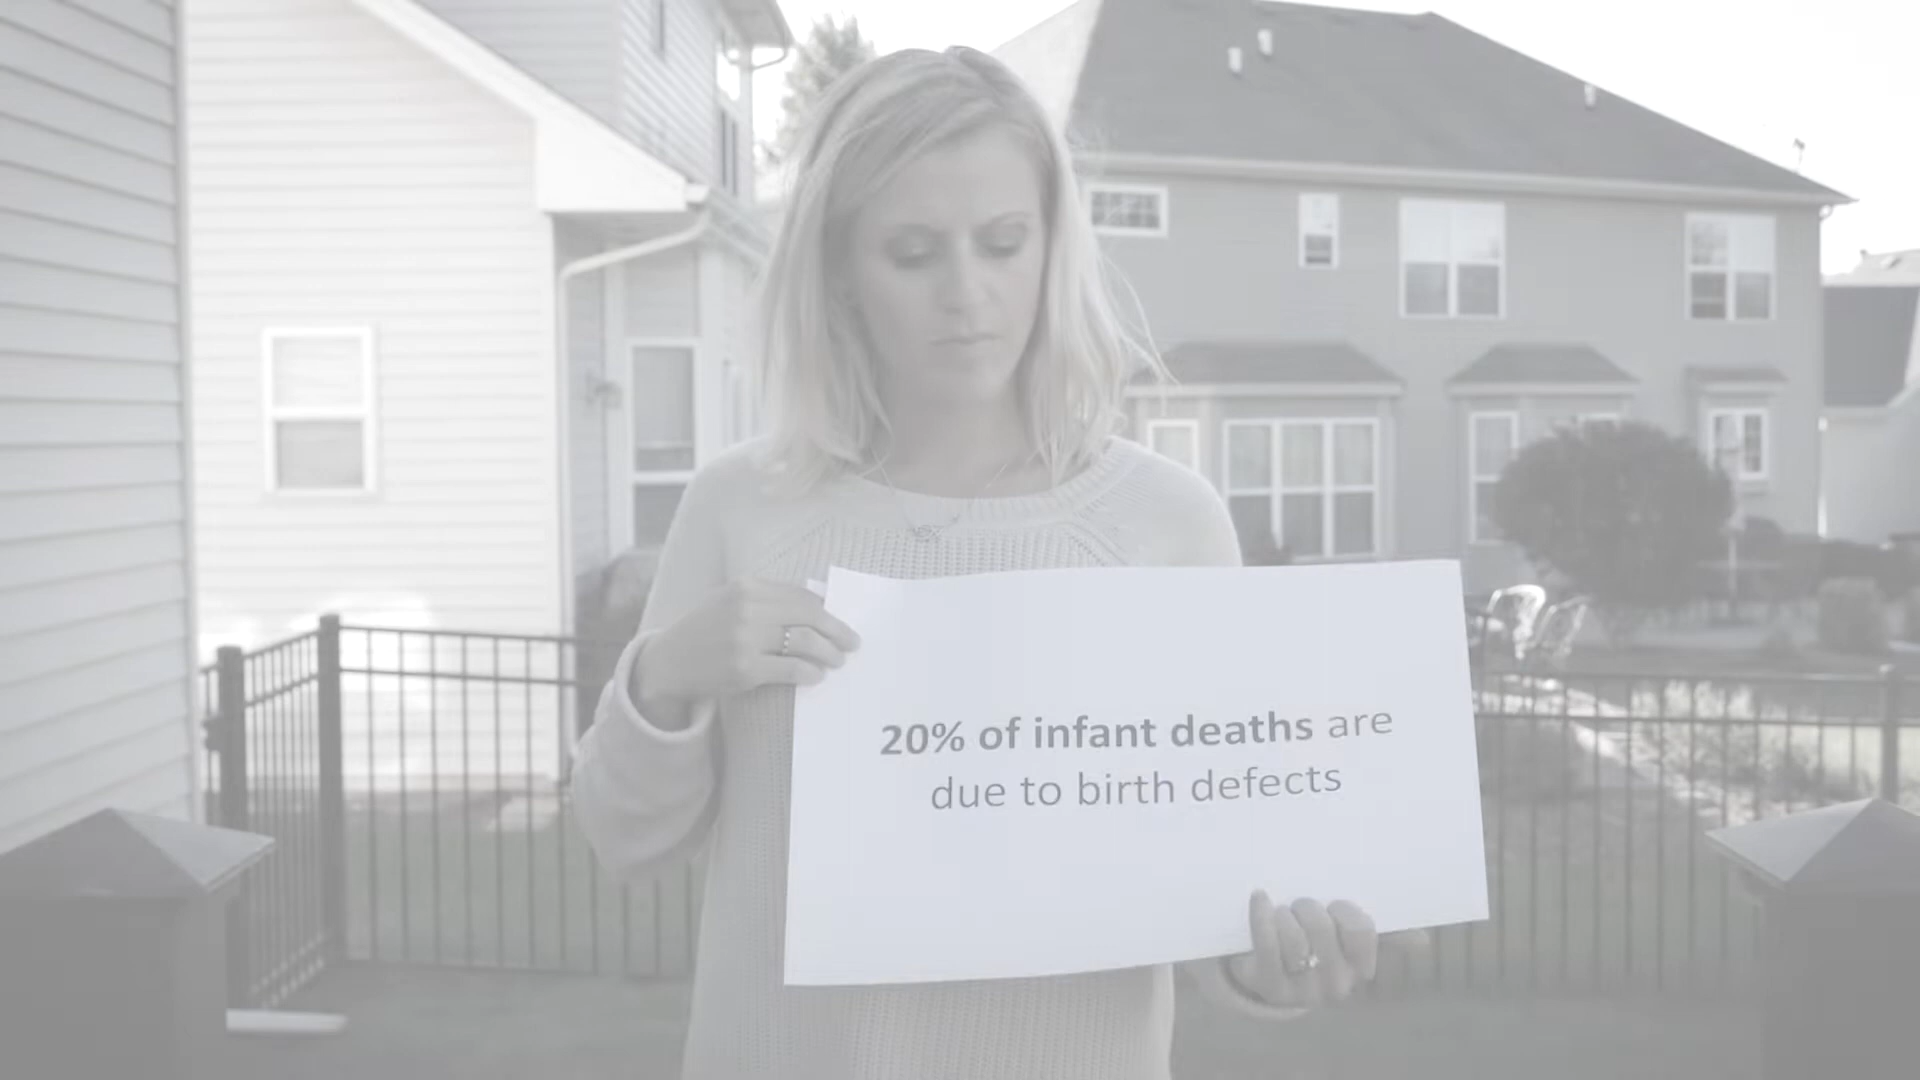 20% of infant deaths are
due to birth defects